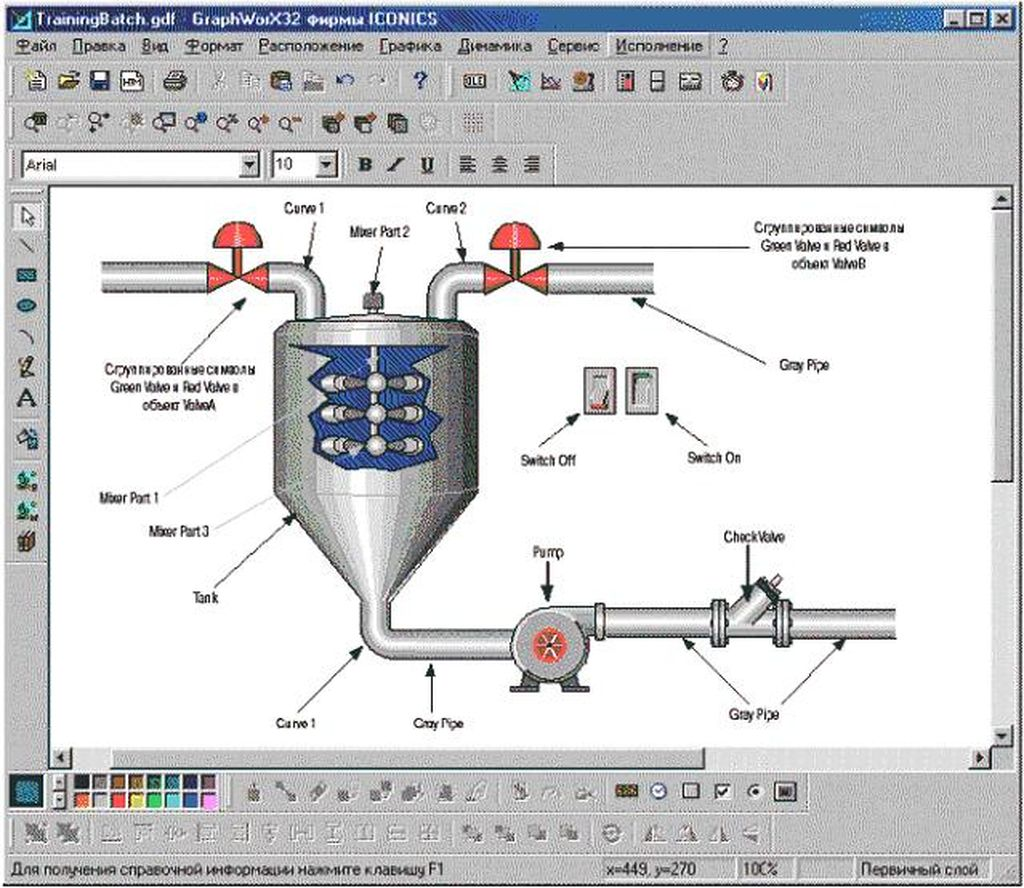 TrainingBatch.gdf - GraphWorX32 фирмы ICONICS
Файл Правка Вид Формат Расположение Графика Динамика Сервис Исполнение ?
OLE
Arial 10 B I U
Curve 1
Curve 2
Mixer Part 2
Сгруппированные символы
Green Valve и Red Valve в
объект ValveB
Gray Pipe
Сгруппированные символы
Green Valve и Red Valve в
объект ValveA
Switch Off
Switch On
Mixer Part 1
Mixer Part 3
Tank
Pump
CheckValve
Curve 1
Gray Pipe
Gray Pipe
A
Для получения справочной информации нажмите клавишу F1
x=449, y=270
100%
Первичный слой